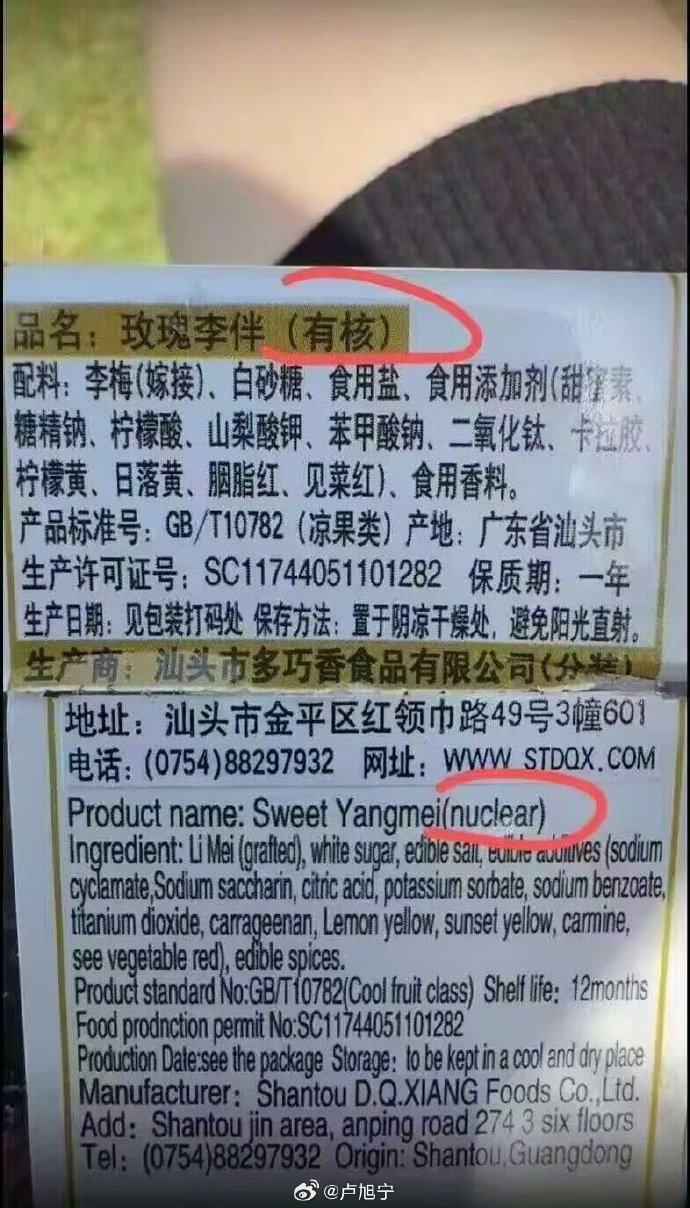 品名：玫瑰李伴（有核）
配料：李梅(嫁接)、白砂糖、食用盐、食用添加剂(甜蜜素、
糖精钠、柠檬酸、山梨酸钾、苯甲酸钠、二氧化钛、卡拉胶、
柠檬黄、日落黄、胭脂红、见菜红)、食用香料。
产品标准号：GB/T10782（凉果类）产地：广东省汕头市
生产许可证号：SC11744051101282 保质期：一年
生产日期：见包装打码处 保存方法：置于阴凉干燥处，避免阳光直射。
生产商：汕头市多巧香食品有限公司(分装)
地址：汕头市金平区红领巾路49号3幢601
电话：(0754)88297932 网址：WWW.STDQX.COM
Product name: Sweet Yangmei(nuclear)
Ingredient: Li Mei (grafted), white sugar, edible salt, edible additives (sodium
cyclamate,Sodium saccharin, citric acid, potassium sorbate, sodium benzoate,
titanium dioxide, carrageenan, Lemon yellow, sunset yellow, carmine,
see vegetable red), edible spices.
Product standard No:GB/T10782(Cool fruit class) Shelf life：12months
Food prodnction permit No:SC11744051101282
Production Date:see the package Storage：to be kept in a cool and dry place
Manufacturer：Shantou D.Q.XIANG Foods Co.,Ltd.
Add：Shantou jin area, anping road 274 3 six floors
Tel：(0754)88297932 Origin: Shantou,Guangdong
@卢旭宁